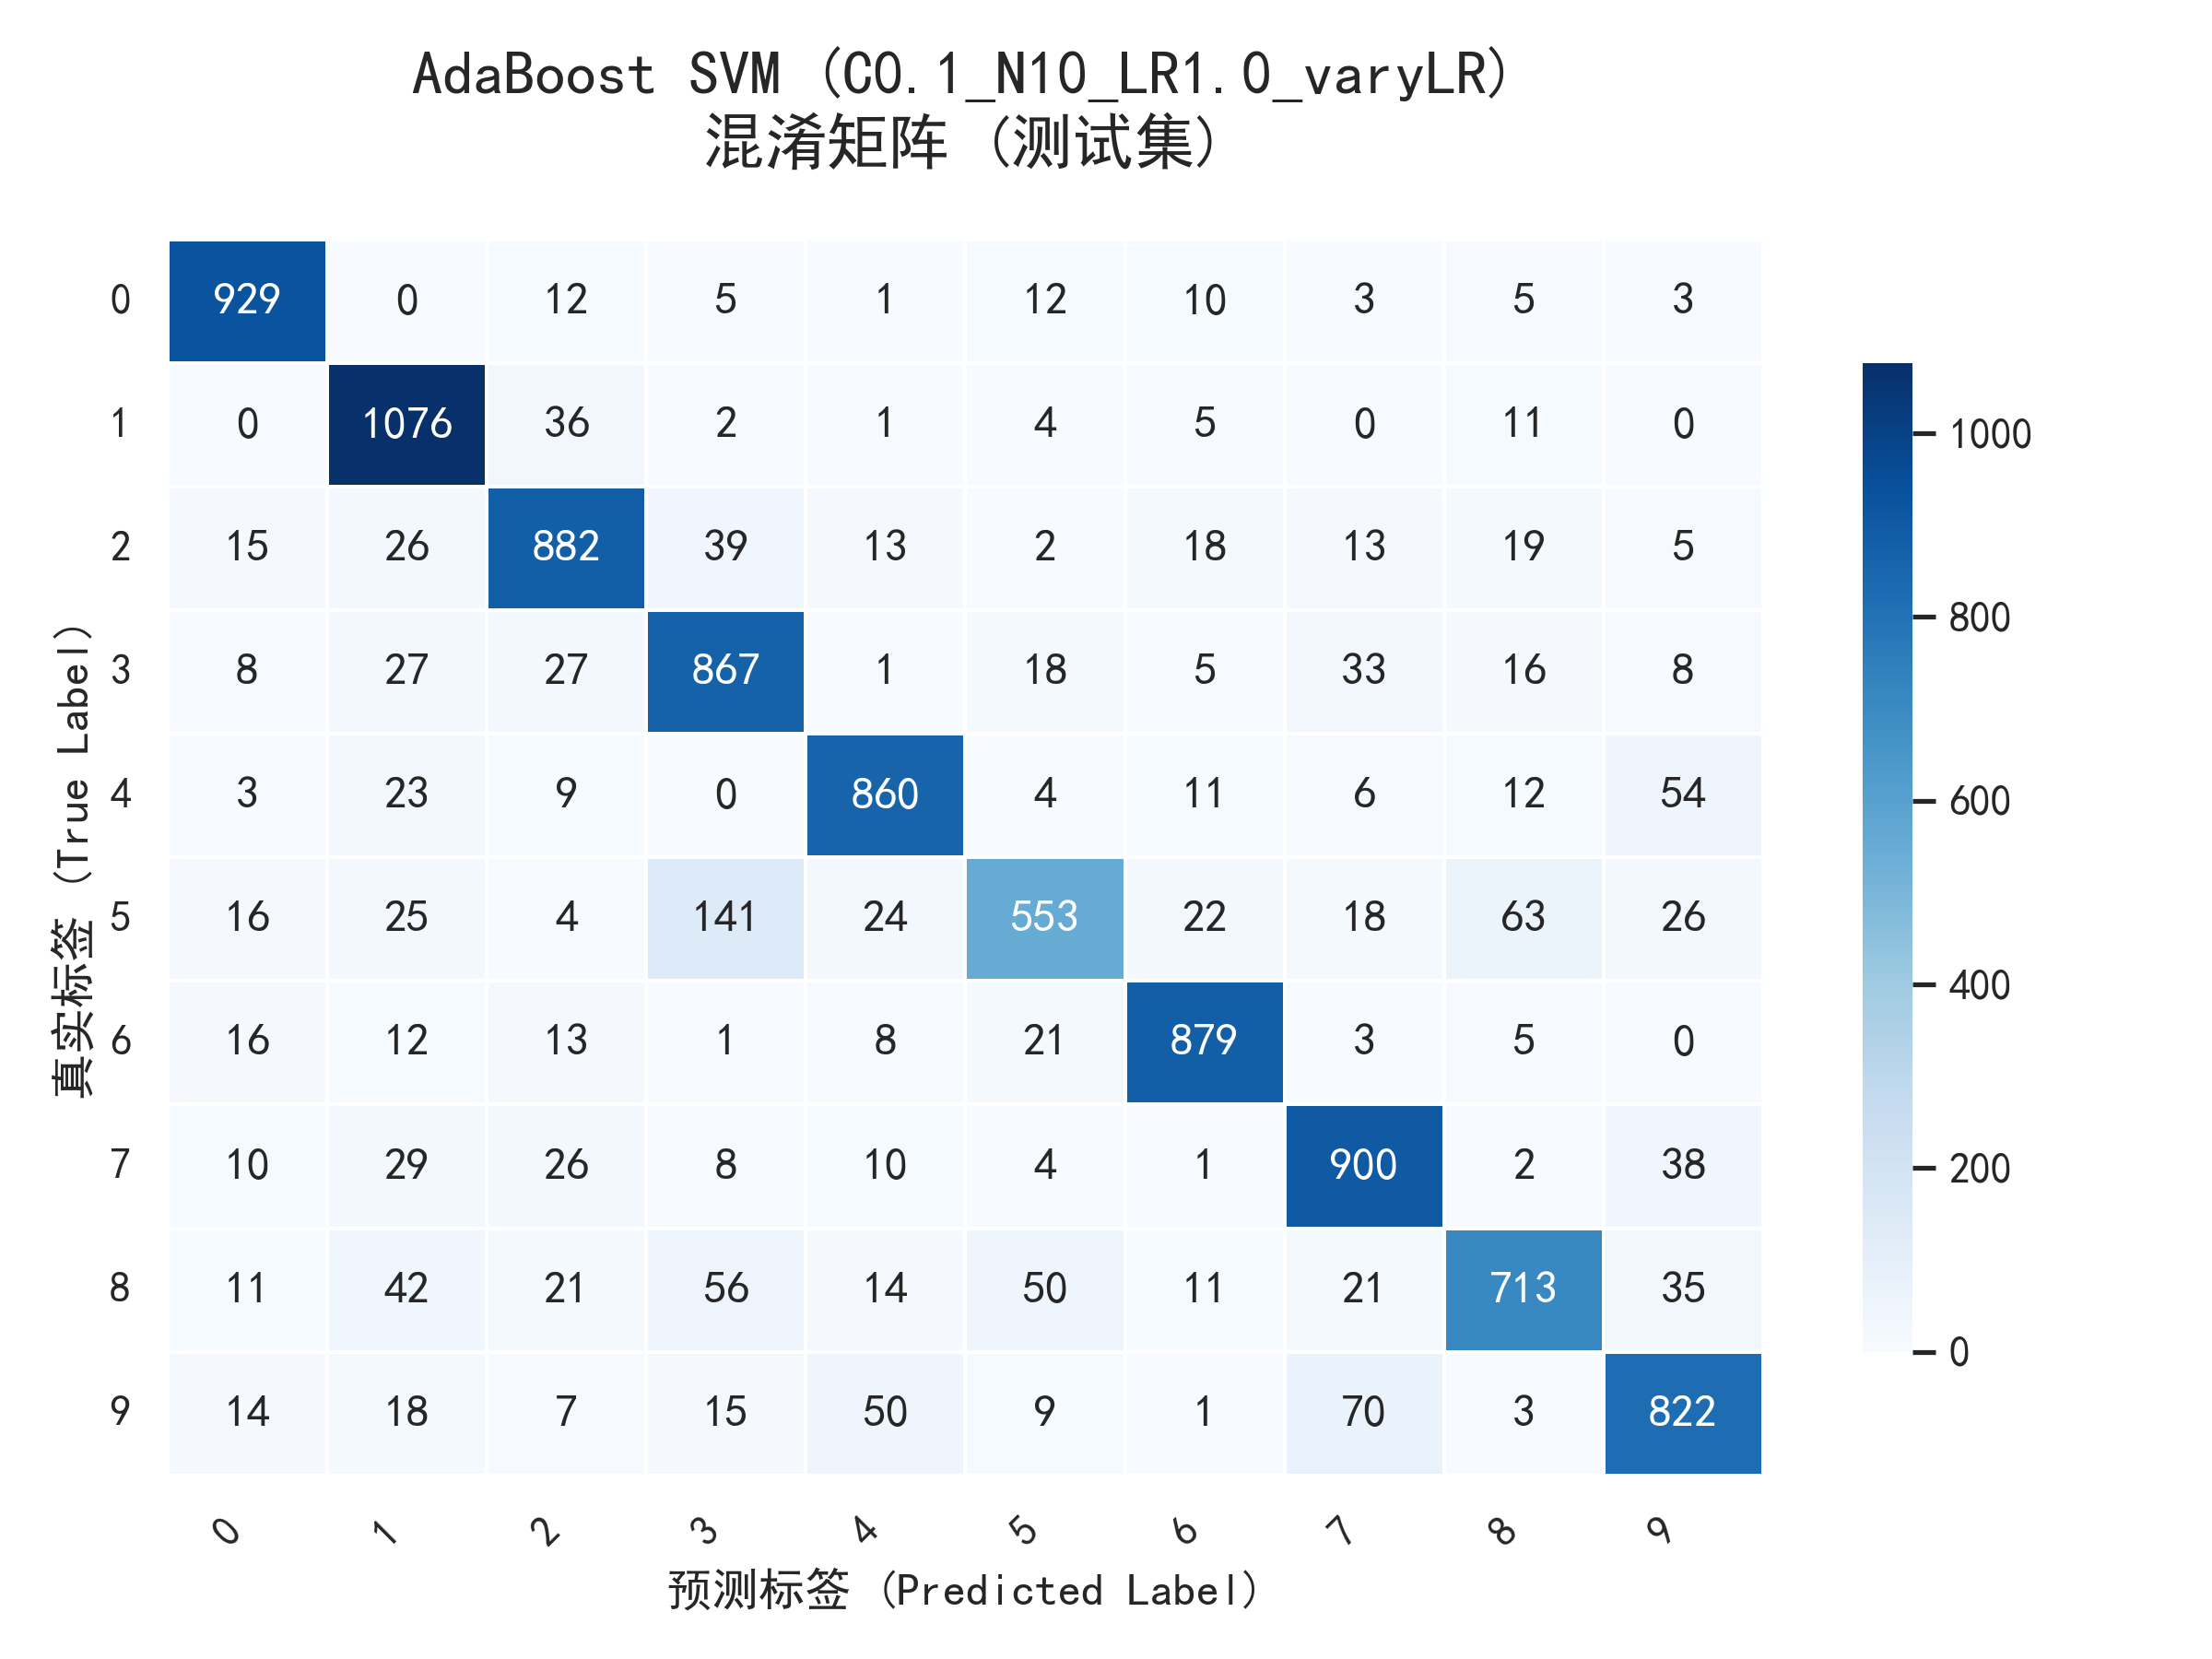 AdaBoost SVM (C0.1_N10_LR1.0_varyLR)
混淆矩阵 (测试集)
真实标签 (True Label)
0 929 0 12 5 1 12 10 3 5 3
1 0 1076 36 2 1 4 5 0 11 0
2 15 26 882 39 13 2 18 13 19 5
3 8 27 27 867 1 18 5 33 16 8
4 3 23 9 0 860 4 11 6 12 54
5 16 25 4 141 24 553 22 18 63 26
6 16 12 13 1 8 21 879 3 5 0
7 10 29 26 8 10 4 1 900 2 38
8 11 42 21 56 14 50 11 21 713 35
9 14 18 7 15 50 9 1 70 3 822
0 1 2 3 4 5 6 7 8 9
预测标签 (Predicted Label)
1000
800
600
400
200
0